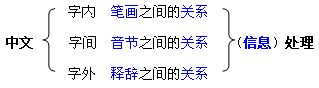 字内 笔画之间的关系
中文 字间 音节之间的关系 (信息) 处理
字外 释辞之间的关系